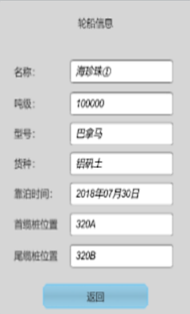 轮船信息
名称： 海珍珠①
吨级： 100000
型号： 巴拿马
货种： 铝矾土
靠泊时间： 2018年07月30日
首缆桩位置 320A
尾缆桩位置 320B
返回